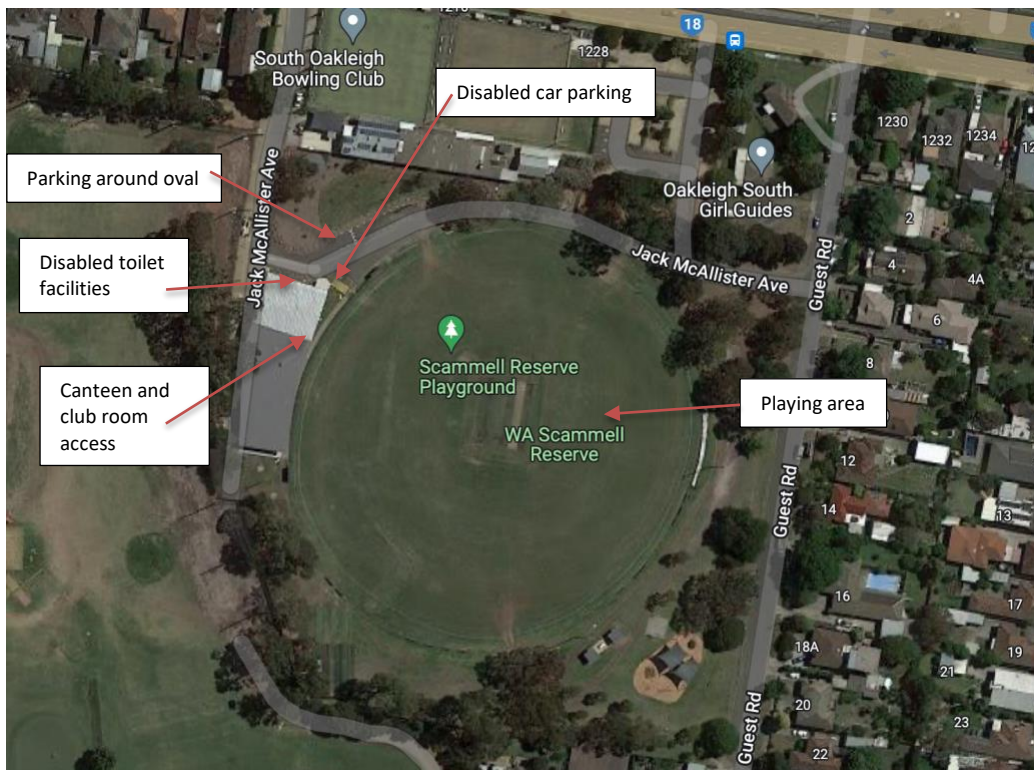 1216
18
South Oakleigh
Bowling Club
1228
Disabled car parking
1230
1232
1234
Parking around oval
Oakleigh South
Girl Guides
2
Jack McAllister Ave
Disabled toilet
facilities
Jack McAllister Ave
Guest Rd
4
4A
6
Scammell Reserve
Playground
8
Canteen and
club room
access
Playing area
WA Scammell
Reserve
12
14
Guest Rd
13
16
17
18A
19
21
20
23
Guest Rd
22